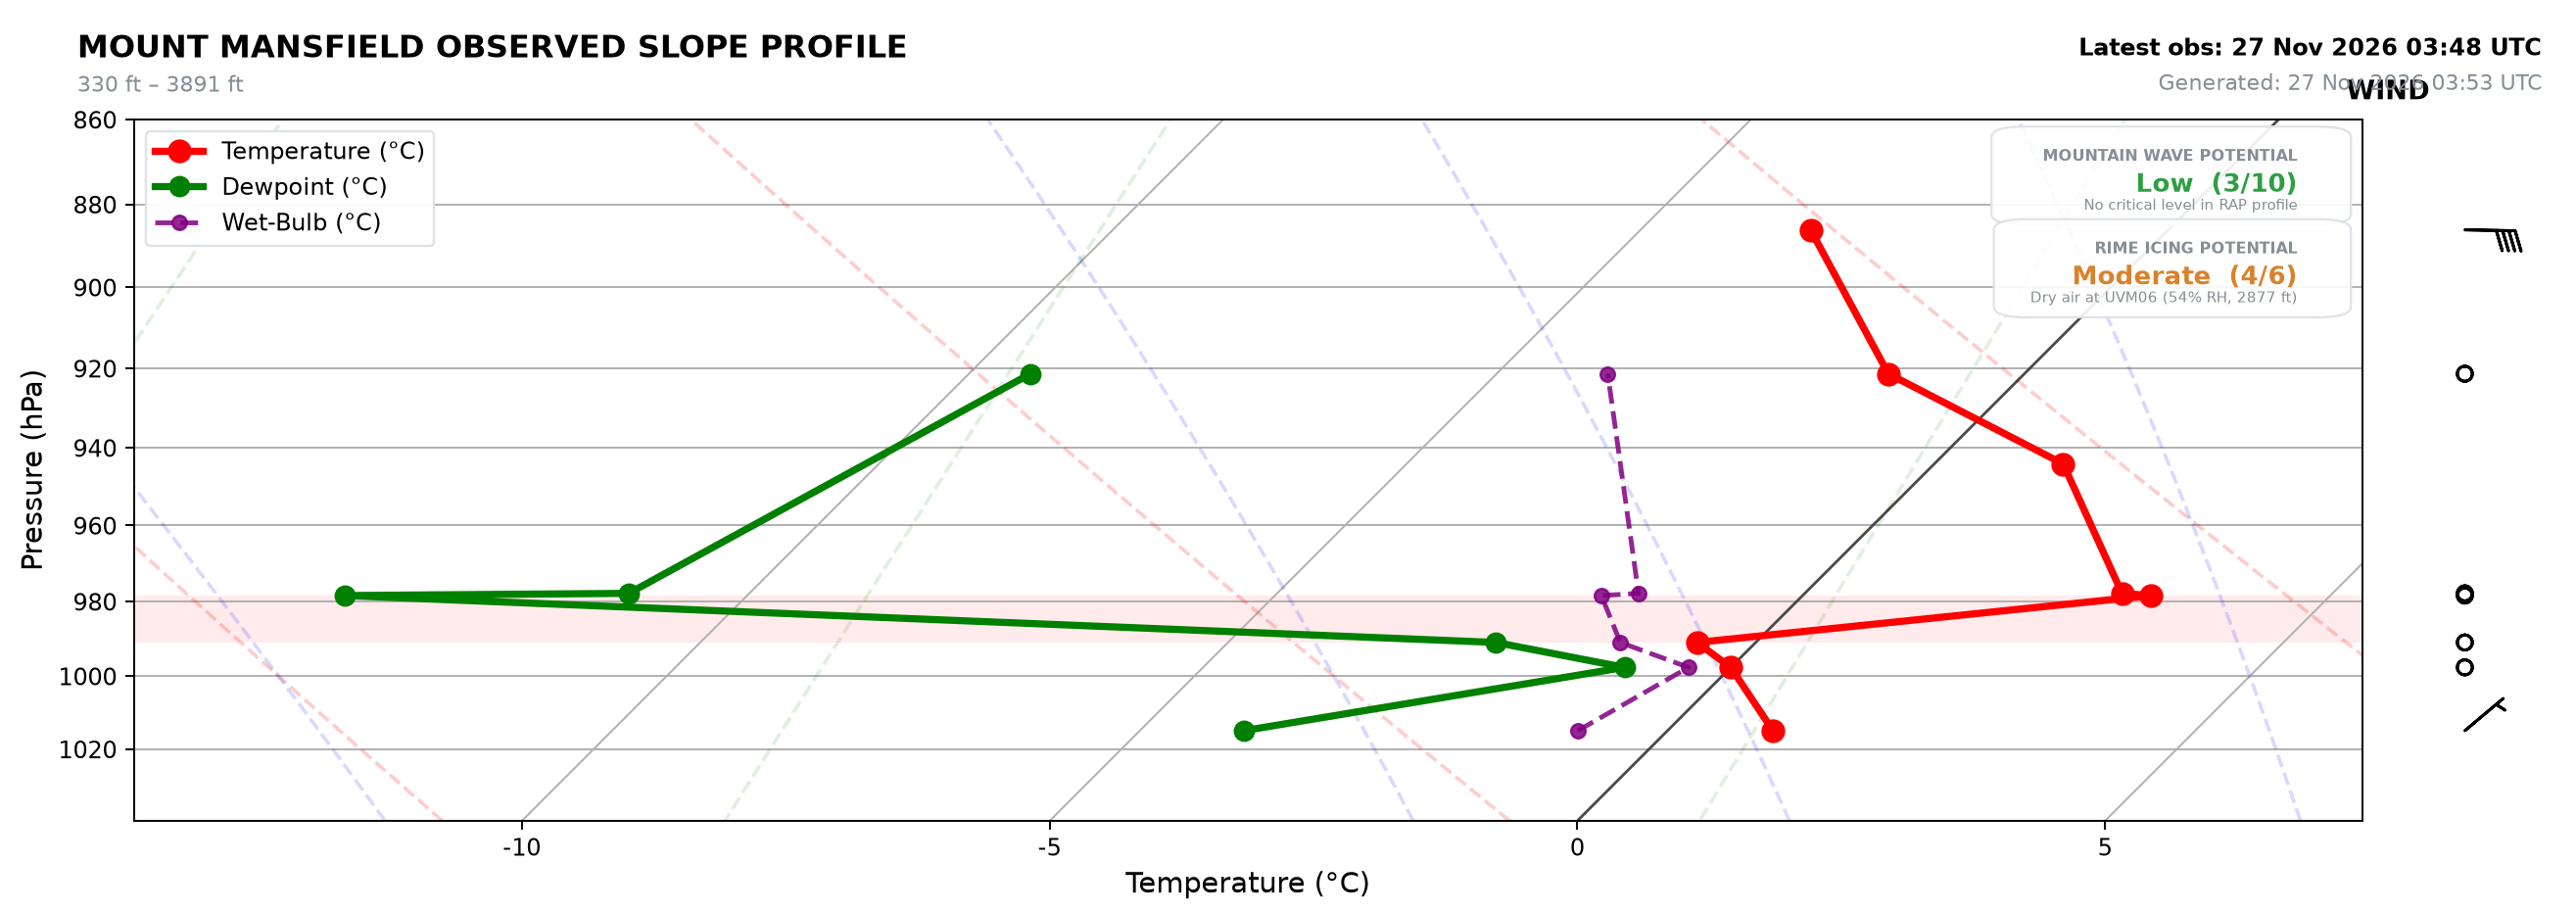 MOUNT MANSFIELD OBSERVED SLOPE PROFILE
330 ft – 3891 ft
Latest obs: 27 Nov 2026 03:48 UTC
Generated: 27 Nov 2026 03:53 UTC
WIND
Temperature (°C)
Dewpoint (°C)
Wet-Bulb (°C)
MOUNTAIN WAVE POTENTIAL
Low (3/10)
No critical level in RAP profile
RIME ICING POTENTIAL
Moderate (4/6)
Dry air at UVM06 (54% RH, 2877 ft)
Pressure (hPa)
860
880
900
920
940
960
980
1000
1020
-10
-5
0
5
Temperature (°C)